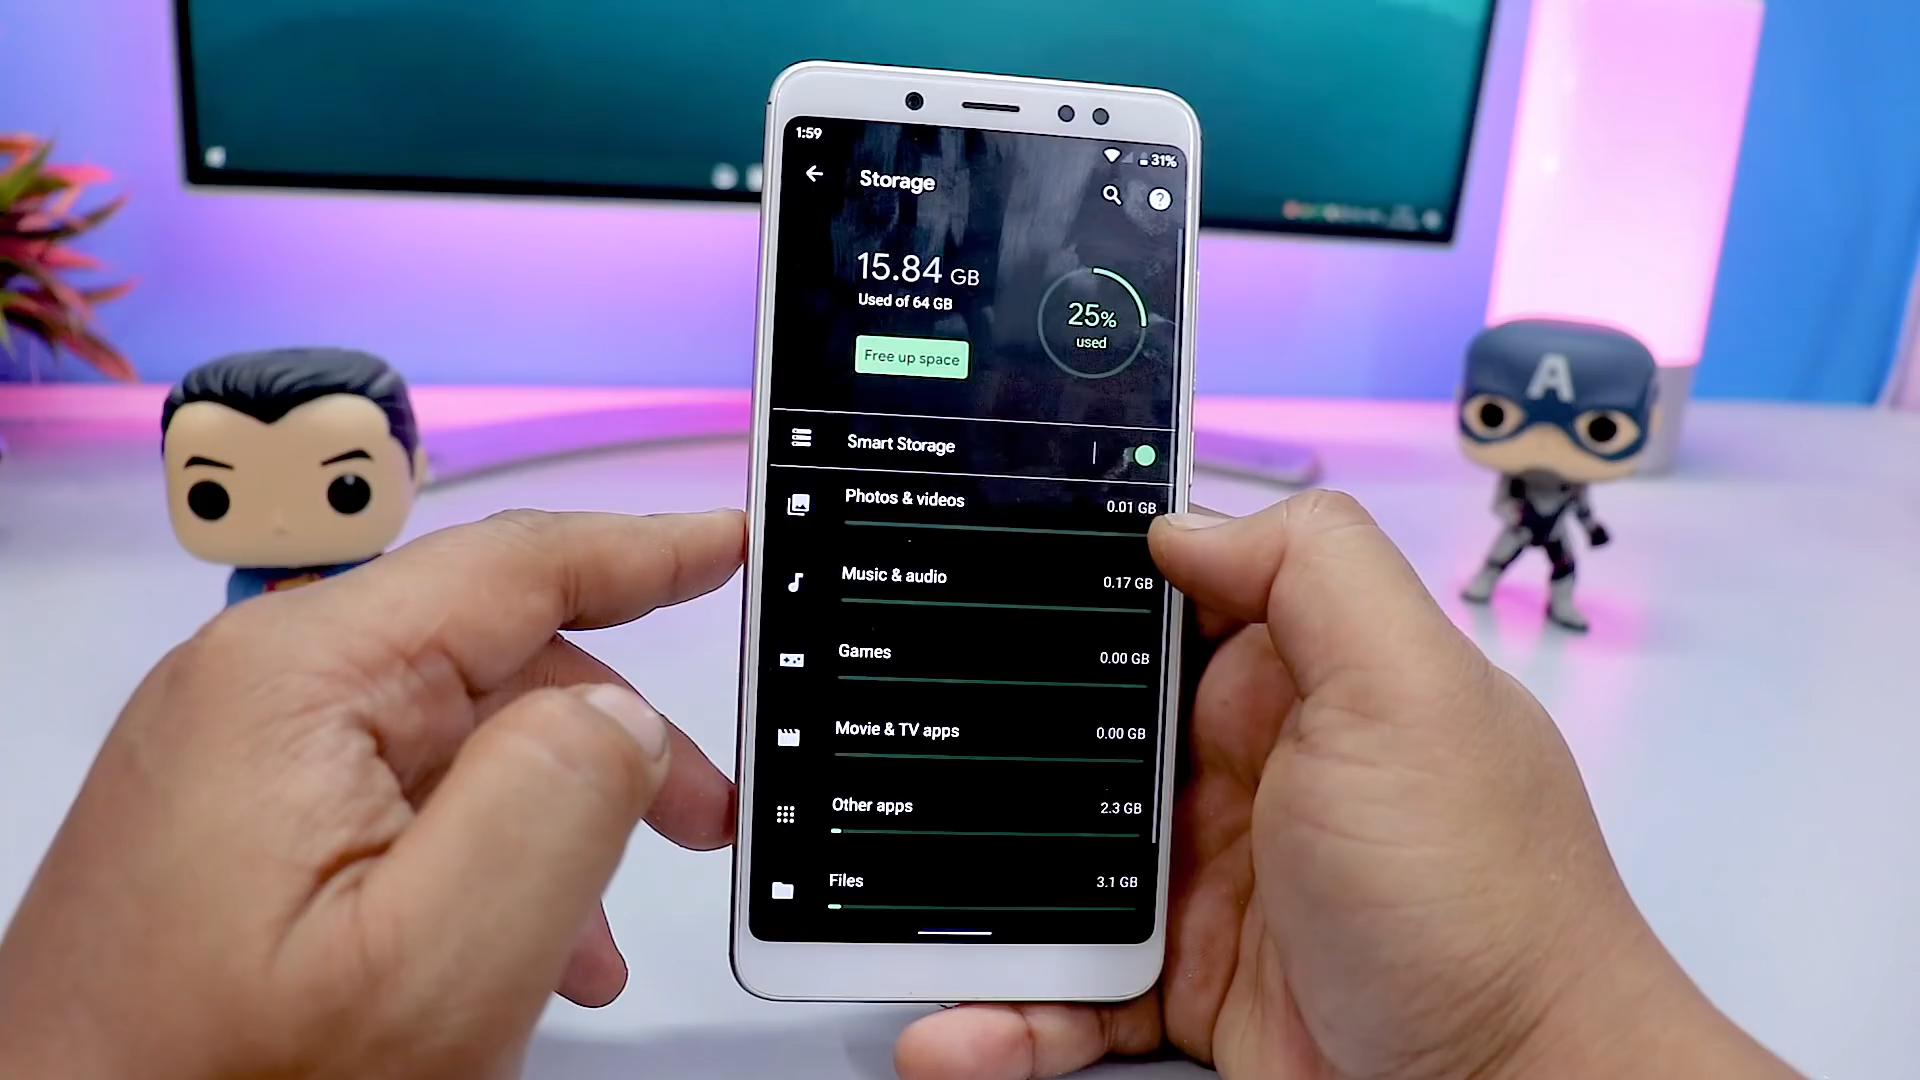 1:59
31%
Storage
?
15.84 GB
Used of 64 GB
25%
used
Free up space
Smart Storage
Photos & videos
0.01 GB
Music & audio
0.17 GB
Games
0.00 GB
Movie & TV apps
0.00 GB
Other apps
2.3 GB
Files
3.1 GB
A